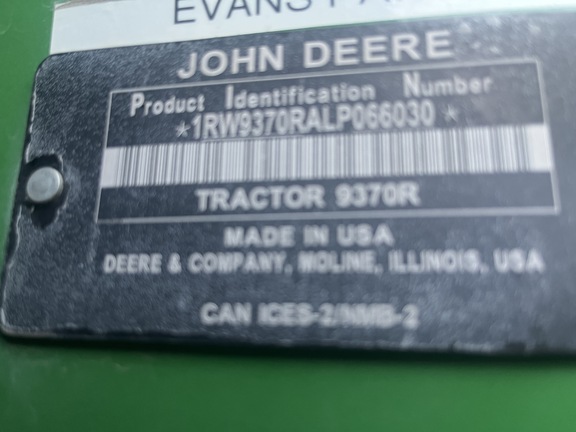 EVANS
JOHN DEERE
Product Identification Number
*1RW9370RALP066030*
TRACTOR 9370R
MADE IN USA
DEERE & COMPANY, MOLINE, ILLINOIS, USA
CAN ICES-2/NMB-2